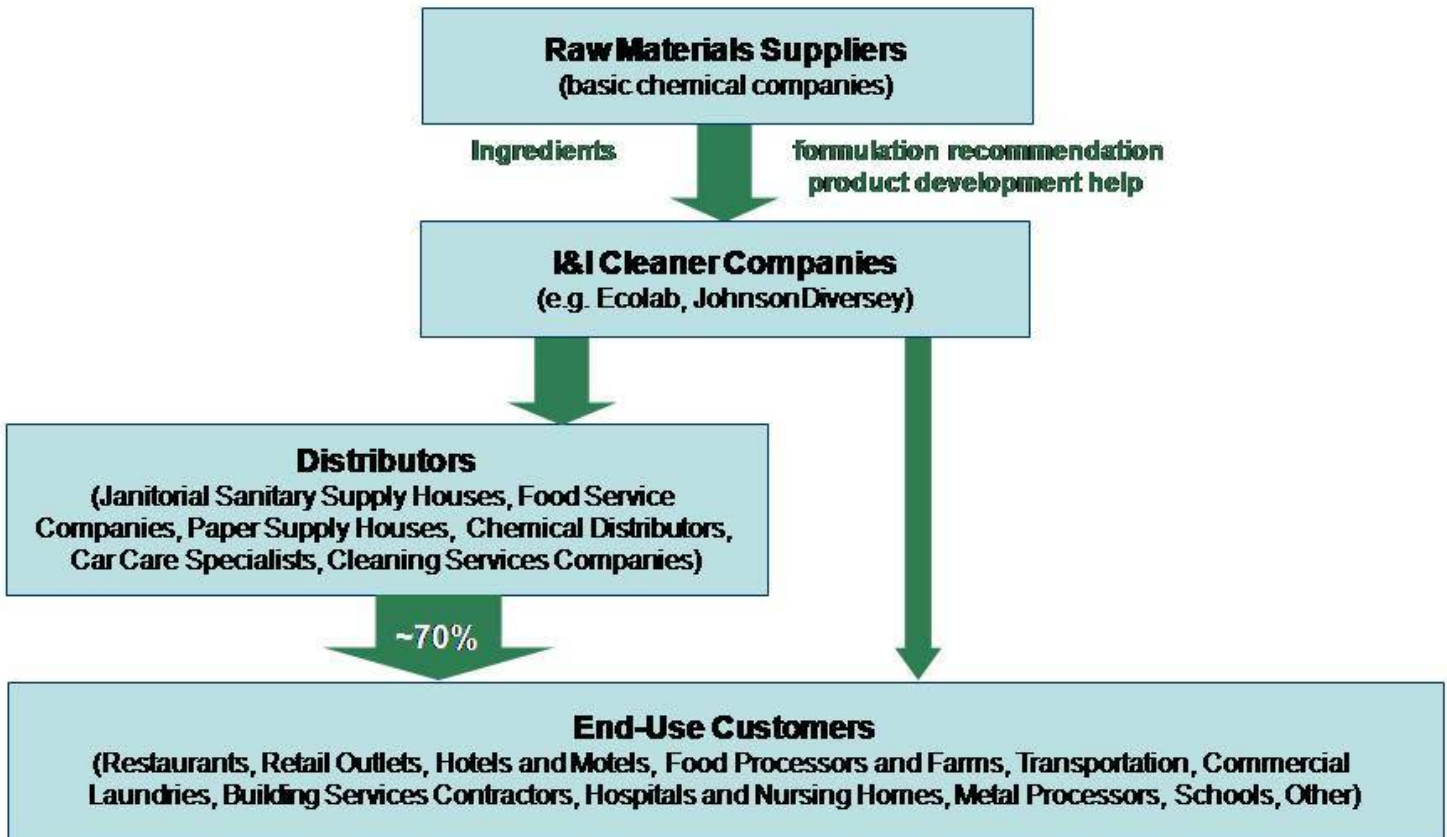 Raw Materials Suppliers
(basic chemical companies)
Ingredients
formulation recommendation
product development help
I&I Cleaner Companies
(e.g. Ecolab, JohnsonDiversey)
Distributors
(Janitorial Sanitary Supply Houses, Food Service
Companies, Paper Supply Houses, Chemical Distributors,
Car Care Specialists, Cleaning Services Companies)
~70%
End-Use Customers
(Restaurants, Retail Outlets, Hotels and Motels, Food Processors and Farms, Transportation, Commercial
Laundries, Building Services Contractors, Hospitals and Nursing Homes, Metal Processors, Schools, Other)